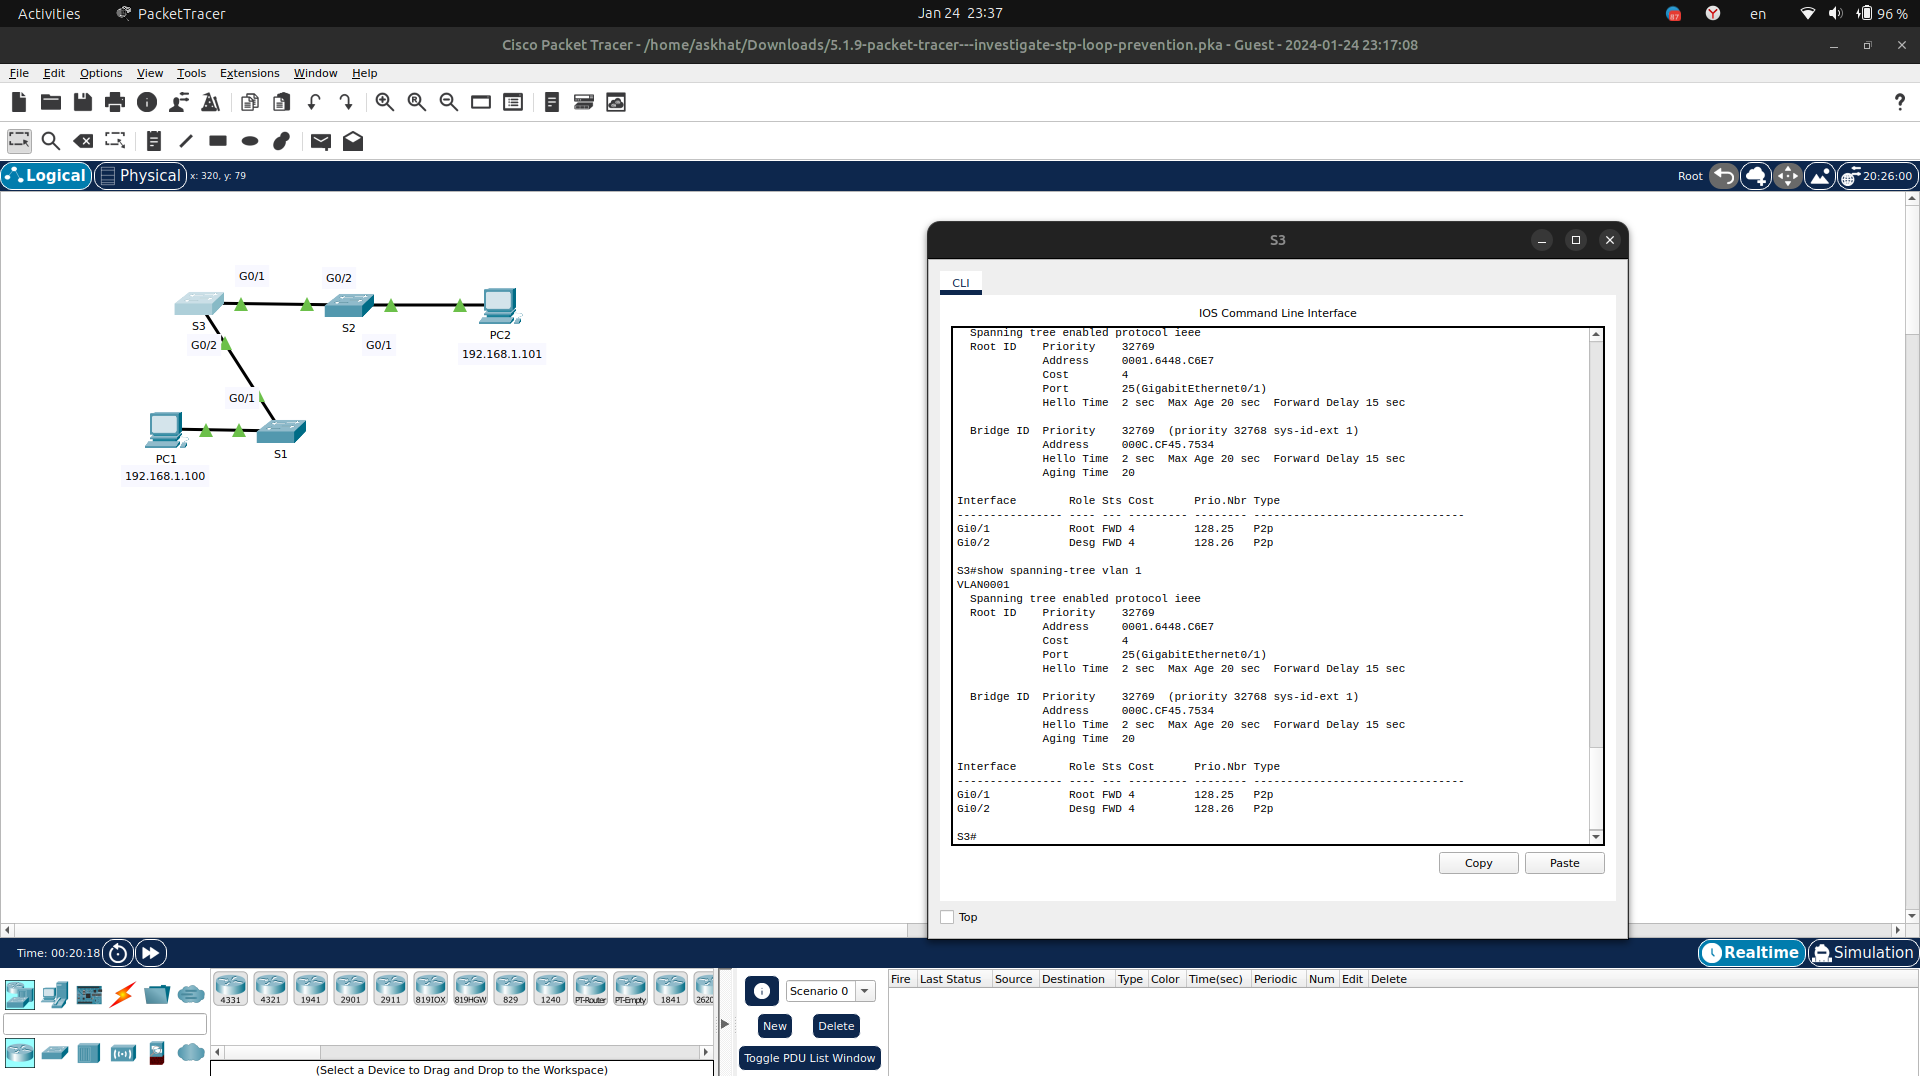 Activities PacketTracer Jan 24 23:37 en 96 %
Cisco Packet Tracer - /home/askhat/Downloads/5.1.9-packet-tracer---investigate-stp-loop-prevention.pka - Guest - 2024-01-24 23:17:08
File Edit Options View Tools Extensions Window Help
Logical Physical x: 320, y: 79 Root 20:26:00
S3
CLI
IOS Command Line Interface
Spanning tree enabled protocol ieee
Root ID Priority 32769
Address 0001.6448.C6E7
Cost 4
Port 25(GigabitEthernet0/1)
Hello Time 2 sec Max Age 20 sec Forward Delay 15 sec
Bridge ID Priority 32769 (priority 32768 sys-id-ext 1)
Address 000C.CF45.7534
Hello Time 2 sec Max Age 20 sec Forward Delay 15 sec
Aging Time 20
Interface Role Sts Cost Prio.Nbr Type
---------------- ---- --- --------- -------- --------------------------------
Gi0/1 Root FWD 4 128.25 P2p
Gi0/2 Desg FWD 4 128.26 P2p
S3#show spanning-tree vlan 1
VLAN0001
Spanning tree enabled protocol ieee
Root ID Priority 32769
Address 0001.6448.C6E7
Cost 4
Port 25(GigabitEthernet0/1)
Hello Time 2 sec Max Age 20 sec Forward Delay 15 sec
Bridge ID Priority 32769 (priority 32768 sys-id-ext 1)
Address 000C.CF45.7534
Hello Time 2 sec Max Age 20 sec Forward Delay 15 sec
Aging Time 20
Interface Role Sts Cost Prio.Nbr Type
---------------- ---- --- --------- -------- --------------------------------
Gi0/1 Root FWD 4 128.25 P2p
Gi0/2 Desg FWD 4 128.26 P2p
S3#
Copy Paste
Top
G0/1 G0/2
S3 S2 PC2
G0/2 G0/1
192.168.1.101
G0/1
PC1 S1
192.168.1.100
Time: 00:20:18 Realtime Simulation
4331 4321 1941 2901 2911 819IOX 819HGW 829 1240 PT-Router PT-Empty 1841 2620
(Select a Device to Drag and Drop to the Workspace)
Scenario 0
New Delete
Toggle PDU List Window
Fire Last Status Source Destination Type Color Time(sec) Periodic Num Edit Delete